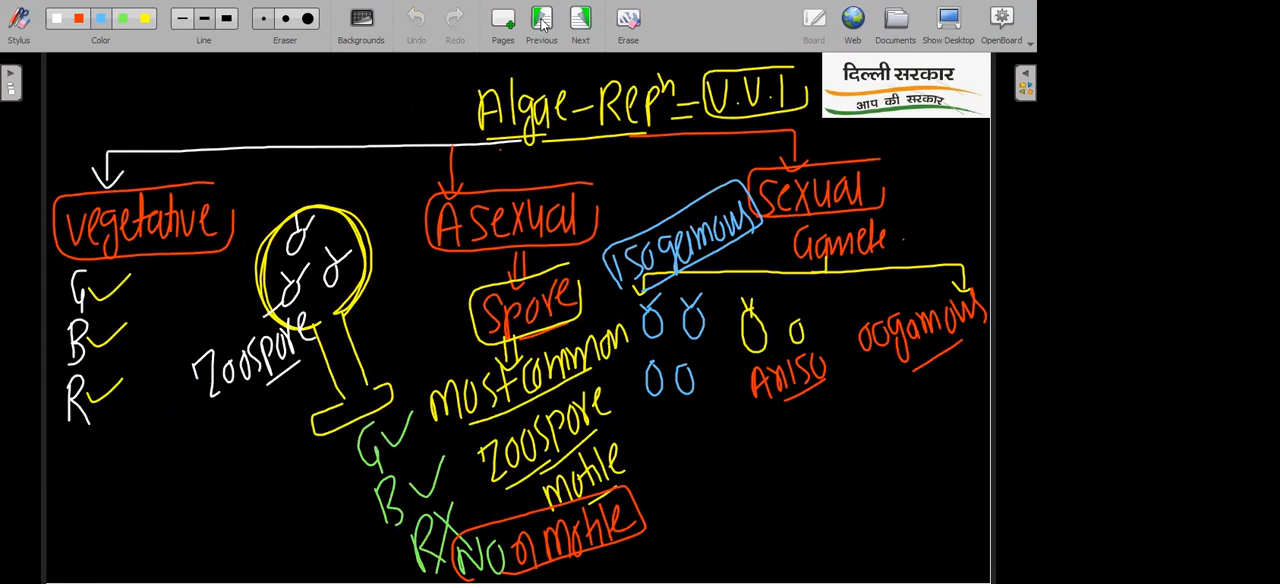 Stylus Color Line Eraser Backgrounds Undo Redo Pages Previous Next Erase Board Web Documents Show Desktop OpenBoard
दिल्ली सरकार
आप की सरकार
Algae-Repⁿ=V.V.I
Vegetative
G
B
R
Zoospore
Asexual
Spore
most common
zoospore
motile
G
B
R
NO
motile
Sexual
Gamete
Isogamous
Aniso
oogamous